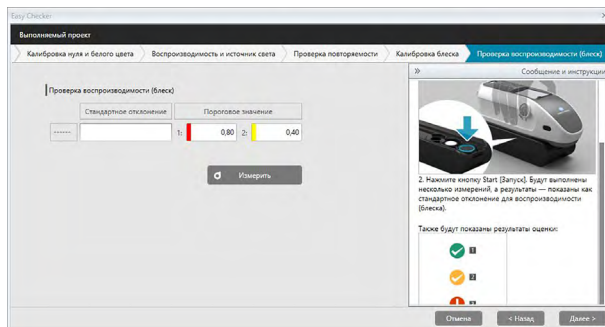 Easy Checker
Выполняемый проект
Калибровка нуля и белого цвета
Воспроизводимость и источник света
Проверка повторяемости
Калибровка блеска
Проверка воспроизводимости (блеск)
Проверка воспроизводимости (блеск)
Стандартное отклонение
Пороговое значение
------
1: 0,80 2: 0,40
Измерить
»
Сообщение и инструкции
2. Нажмите кнопку Start [Запуск]. Будут выполнены
несколько измерений, а результаты — показаны как
стандартное отклонение для воспроизводимости
(блеска).
Также будут показаны результаты оценки:
1
2
Отмена
< Назад
Далее >